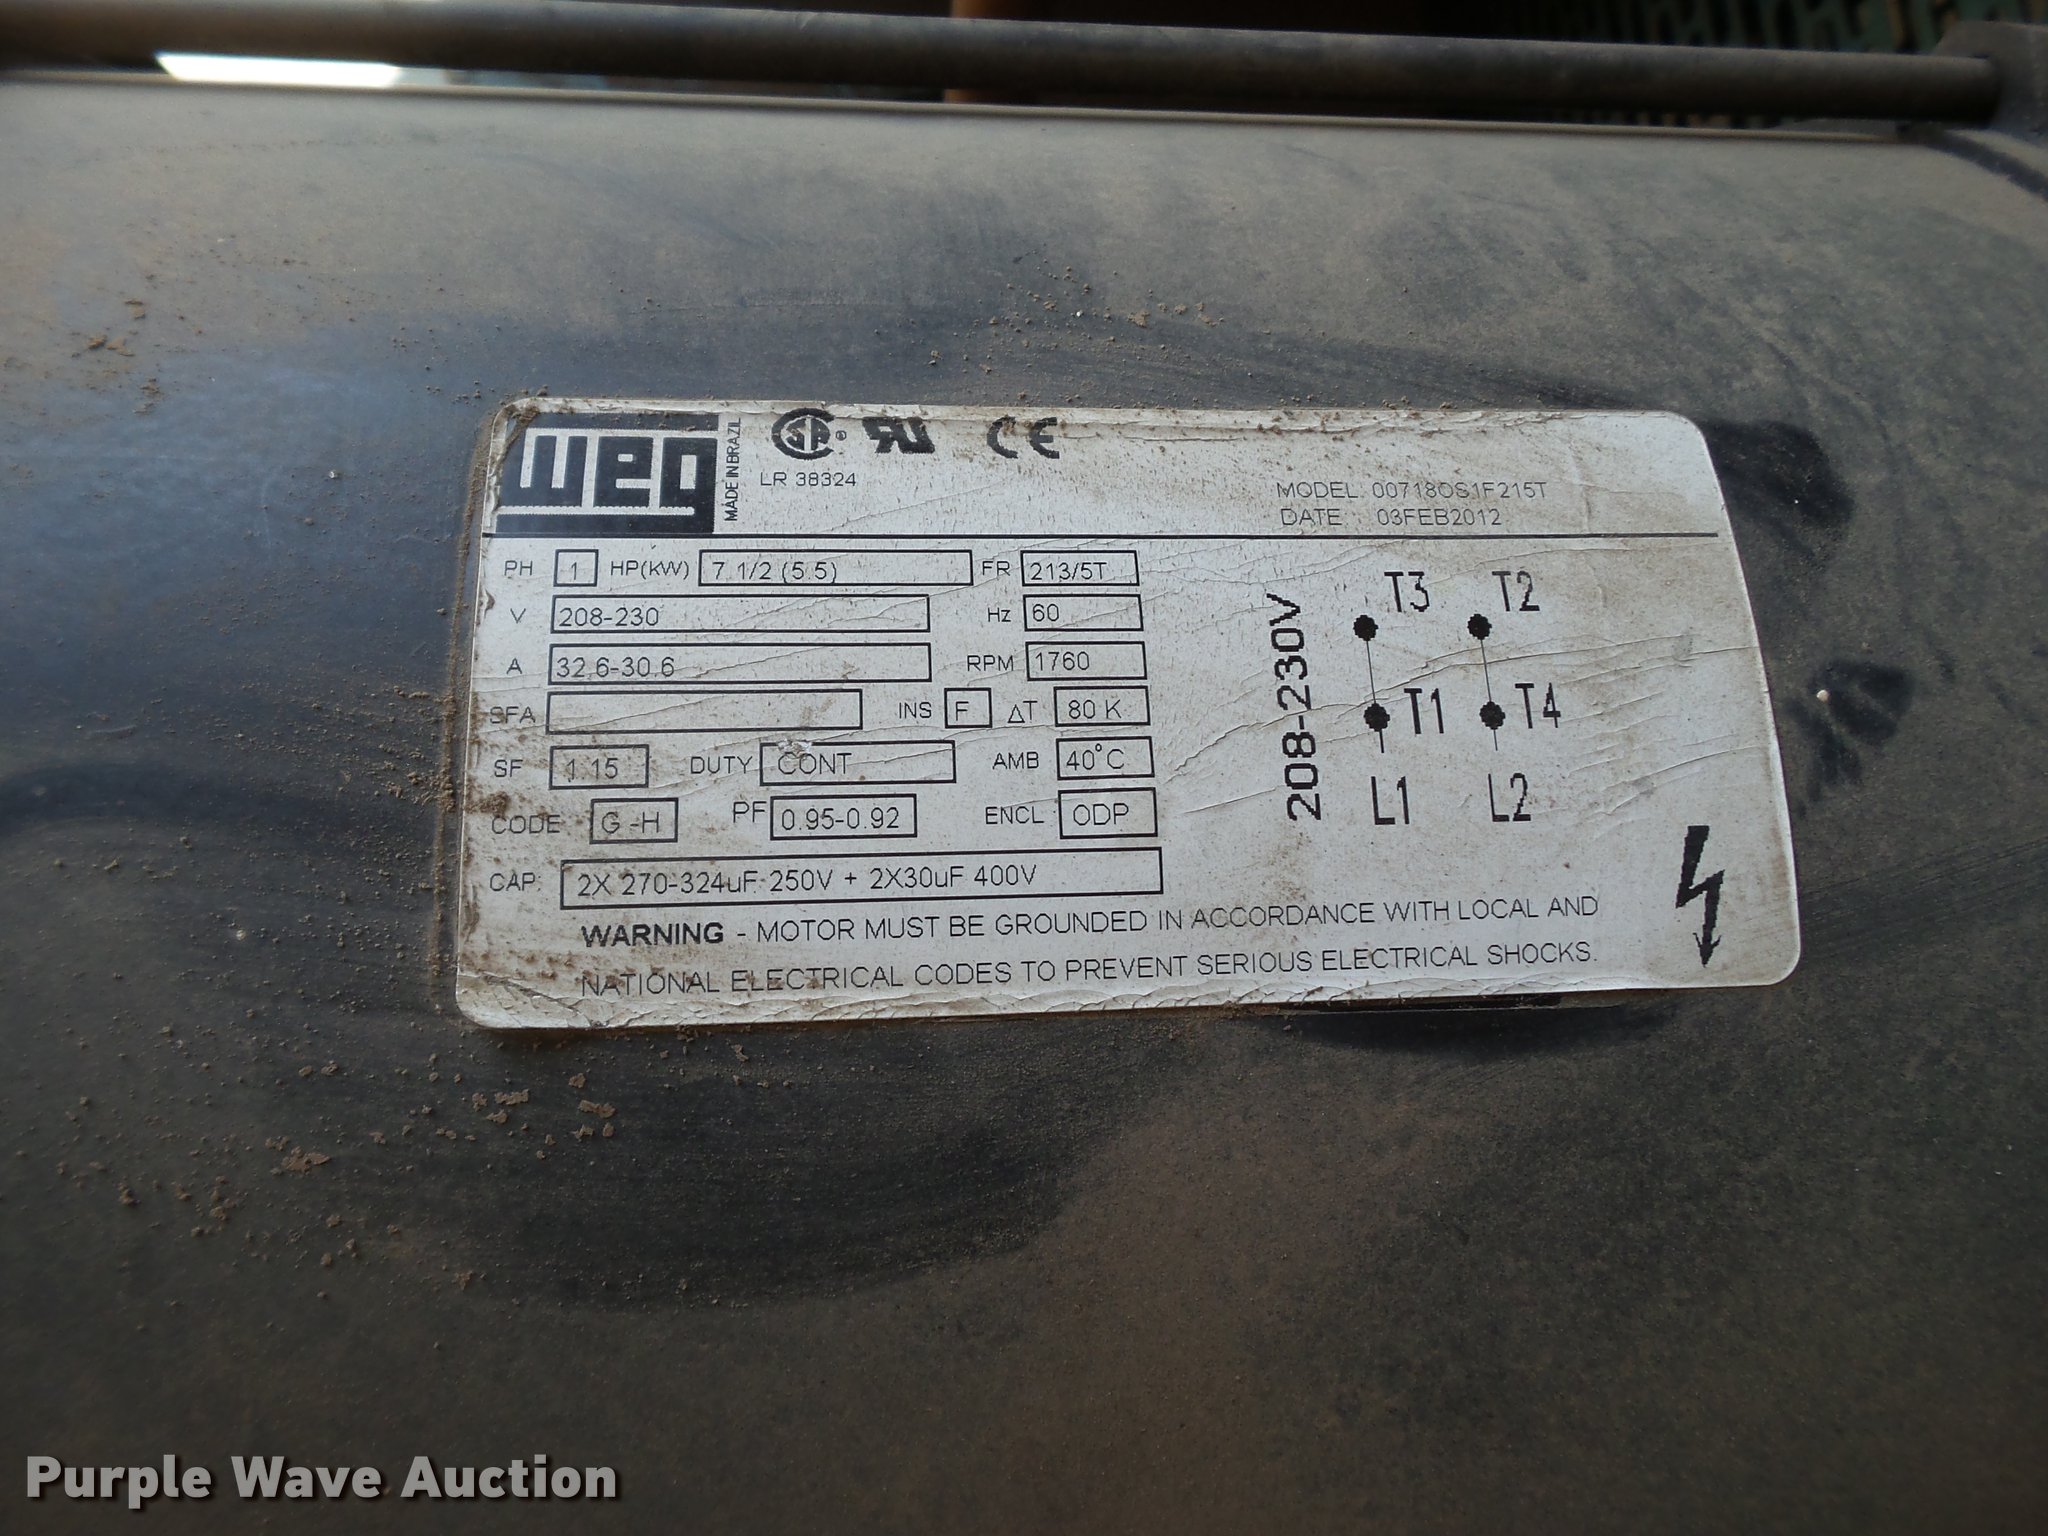 weg
MADE IN BRAZIL
LR 38324
MODEL: 00718OS1F215T
DATE 03FEB2012
PH 1 HP(kW) 7 1/2 (5.5) FR 213/5T
V 208-230 Hz 60
A 32.6-30.6 RPM 1760
SFA INS F ΔT 80 K
SF 1.15 DUTY CONT AMB 40°C
CODE G-H PF 0.95-0.92 ENCL ODP
CAP. 2X 270-324uF 250V + 2X30uF 400V
208-230V
T3 T2
T1 T4
L1 L2
WARNING - MOTOR MUST BE GROUNDED IN ACCORDANCE WITH LOCAL AND
NATIONAL ELECTRICAL CODES TO PREVENT SERIOUS ELECTRICAL SHOCKS.
Purple Wave Auction